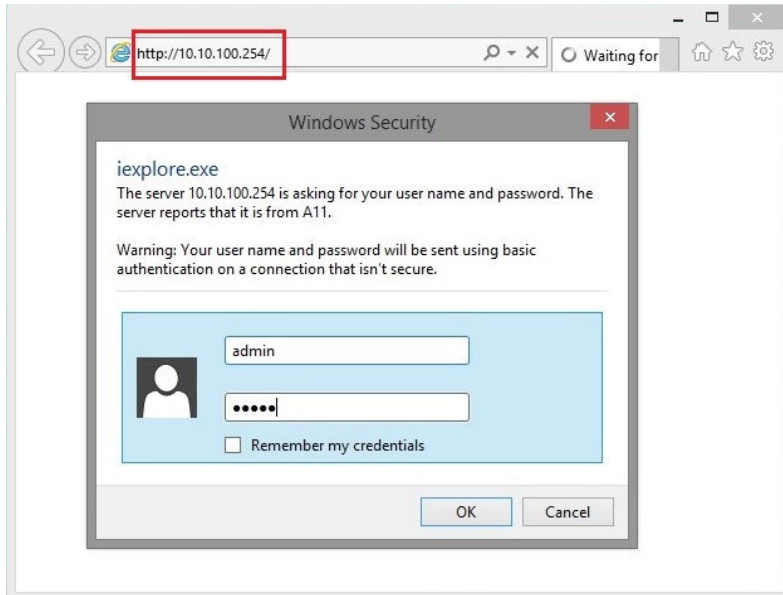 http://10.10.100.254/
Waiting for
Windows Security
iexplore.exe
The server 10.10.100.254 is asking for your user name and password. The
server reports that it is from A11.
Warning: Your user name and password will be sent using basic
authentication on a connection that isn't secure.
admin
•••••
Remember my credentials
OK
Cancel